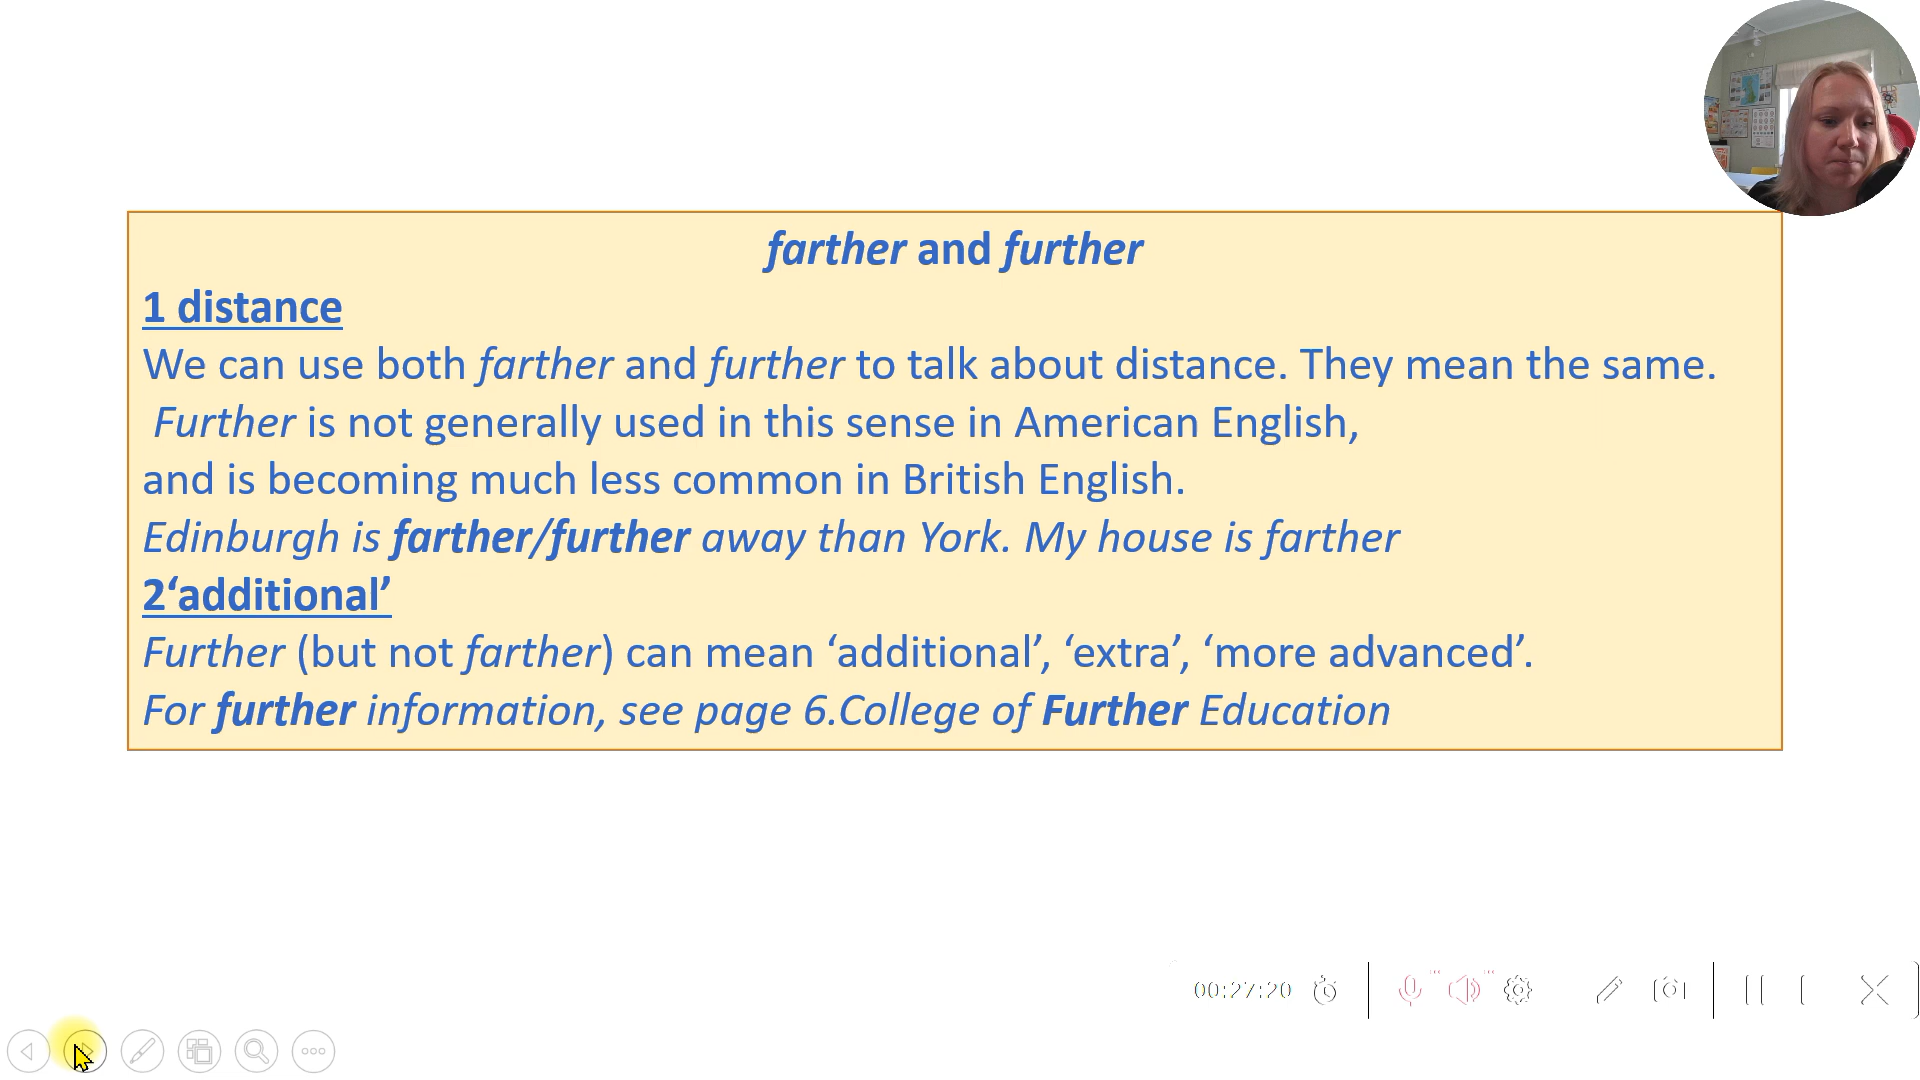 farther and further
1 distance
We can use both farther and further to talk about distance. They mean the same.
Further is not generally used in this sense in American English,
and is becoming much less common in British English.
Edinburgh is farther/further away than York. My house is farther
2‘additional’
Further (but not farther) can mean ‘additional’, ‘extra’, ‘more advanced’.
For further information, see page 6.College of Further Education
00:27:20